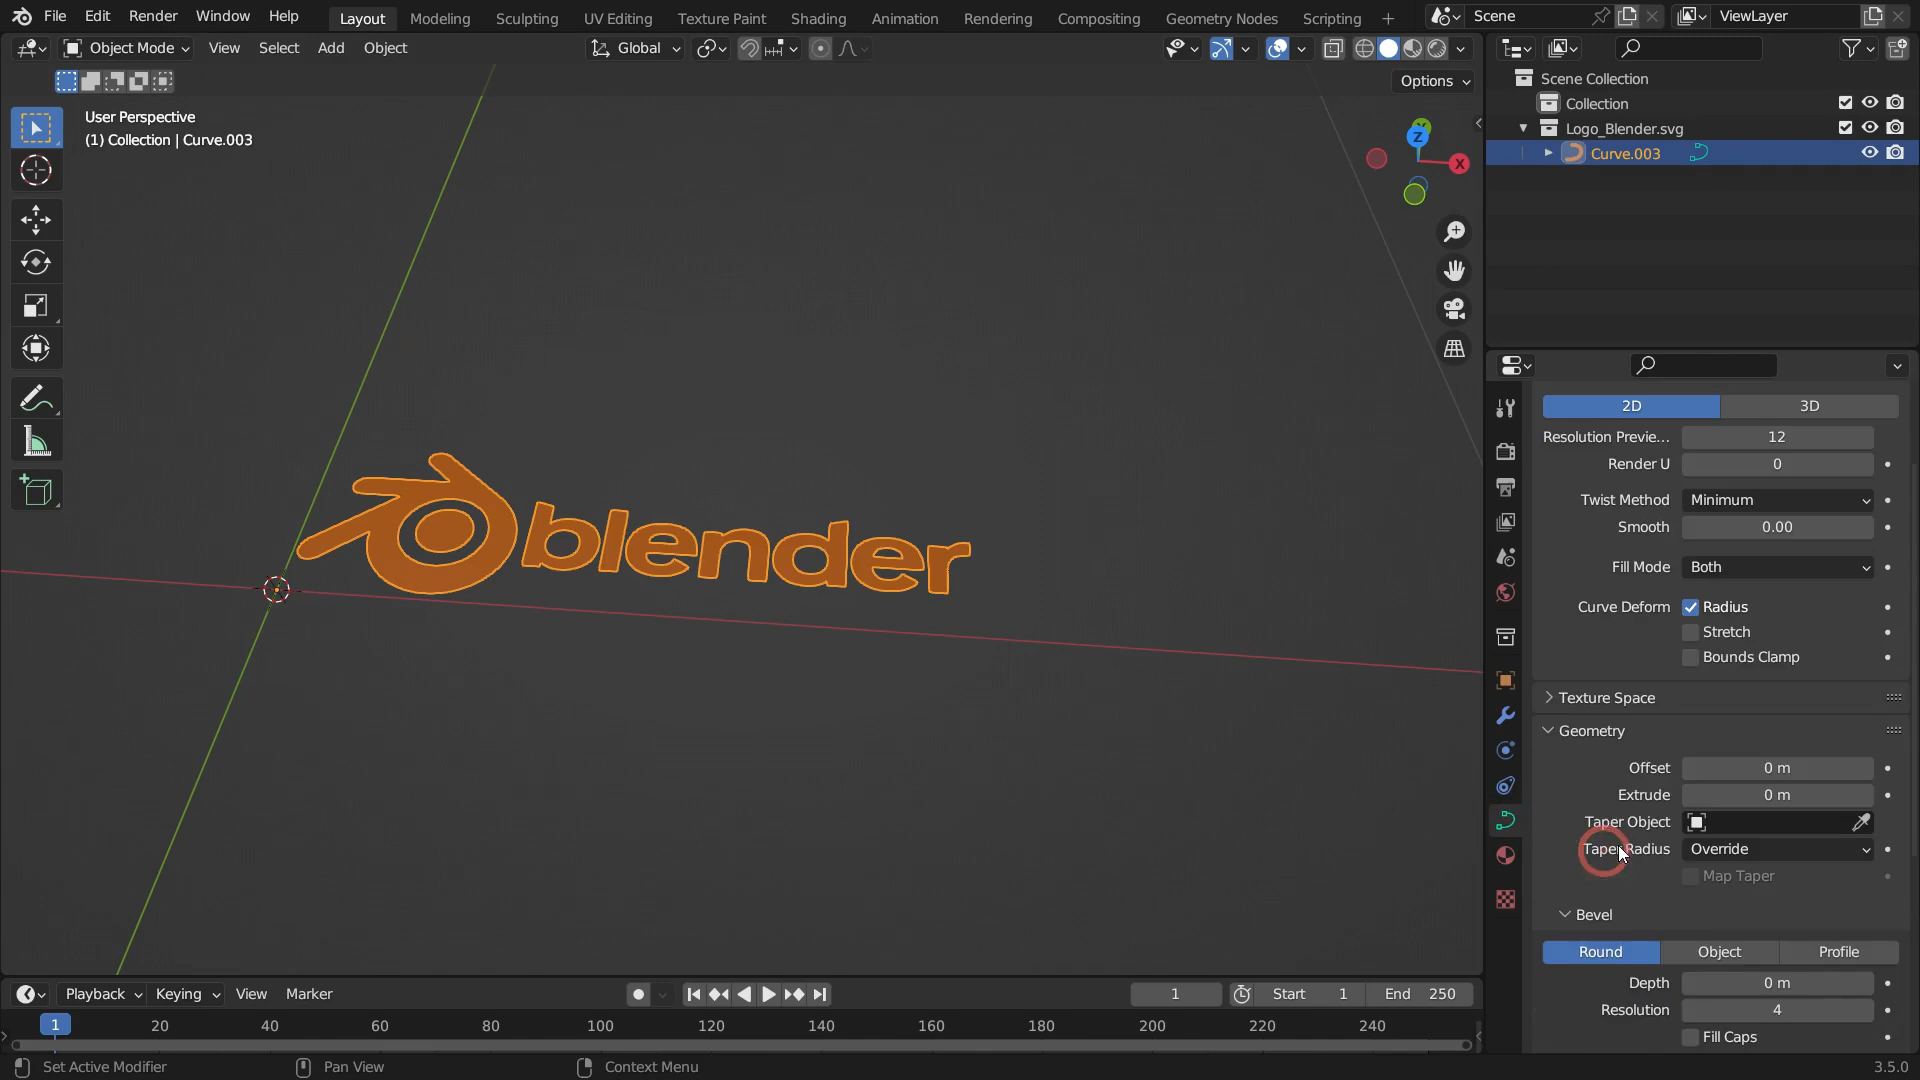 File Edit Render Window Help Layout Modeling Sculpting UV Editing Texture Paint Shading Animation Rendering Compositing Geometry Nodes Scripting + Scene ViewLayer
Object Mode View Select Add Object Global
Options
User Perspective
(1) Collection | Curve.003
Z
X
blender
Scene Collection
Collection
Logo_Blender.svg
Curve.003
2D 3D
Resolution Previe... 12
Render U 0
Twist Method Minimum
Smooth 0.00
Fill Mode Both
Curve Deform Radius
Stretch
Bounds Clamp
Texture Space
Geometry
Offset 0 m
Extrude 0 m
Taper Object
Taper Radius Override
Map Taper
Bevel
Round Object Profile
Depth 0 m
Resolution 4
Fill Caps
Playback Keying View Marker 1 Start 1 End 250
1 20 40 60 80 100 120 140 160 180 200 220 240
Set Active Modifier Pan View Context Menu 3.5.0